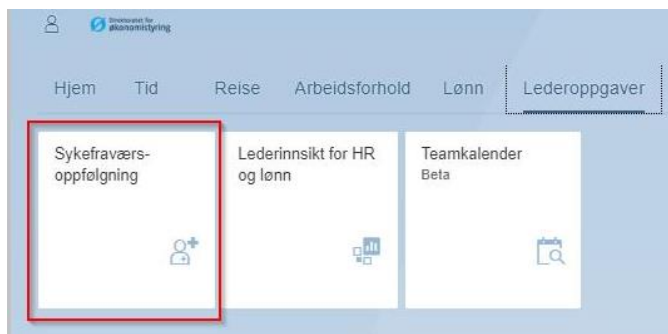 Direktoratet for
økonomistyring
Hjem Tid Reise Arbeidsforhold Lønn Lederoppgaver
Sykefraværs-
oppfølgning
Lederinnsikt for HR
og lønn
Teamkalender
Beta